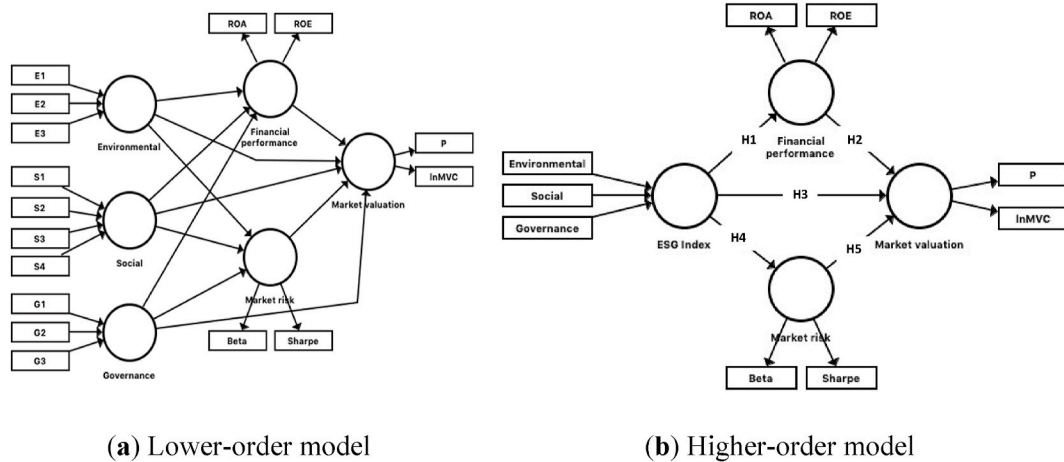 ROA
ROE
E1
E2
E3
Environmental
Financial
performance
P
lnMVC
Market valuation
S1
S2
S3
S4
Social
Market risk
G1
G2
G3
Governance
Beta
Sharpe
(a) Lower-order model
ROA
ROE
H1
Financial
performance
H2
Environmental
Social
Governance
ESG Index
H3
P
lnMVC
Market valuation
H4
H5
Market risk
Beta
Sharpe
(b) Higher-order model